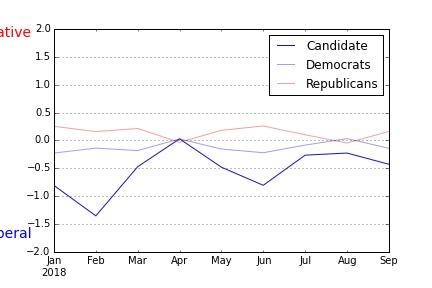 2.0
ative
1.5
1.0
0.5
0.0
−0.5
−1.0
−1.5
beral
−2.0
Candidate
Democrats
Republicans
Jan Feb Mar Apr May Jun Jul Aug Sep
2018